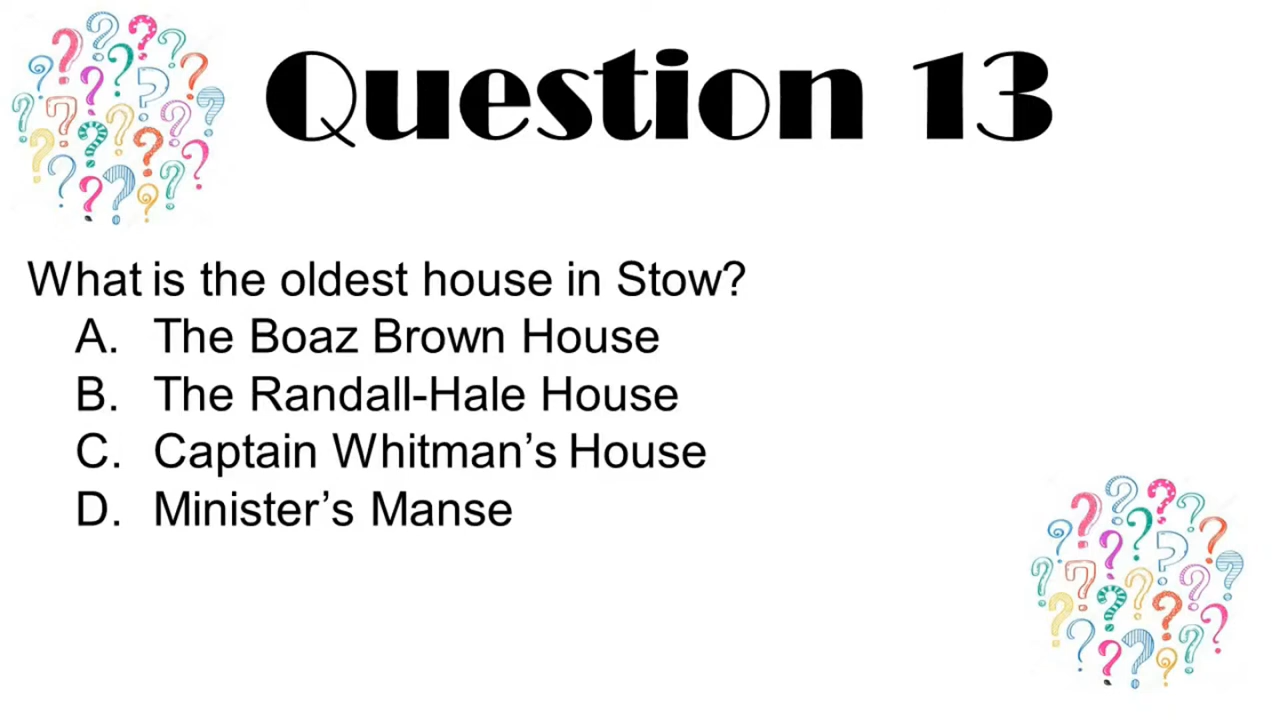 Question 13
What is the oldest house in Stow?
A. The Boaz Brown House
B. The Randall-Hale House
C. Captain Whitman’s House
D. Minister’s Manse